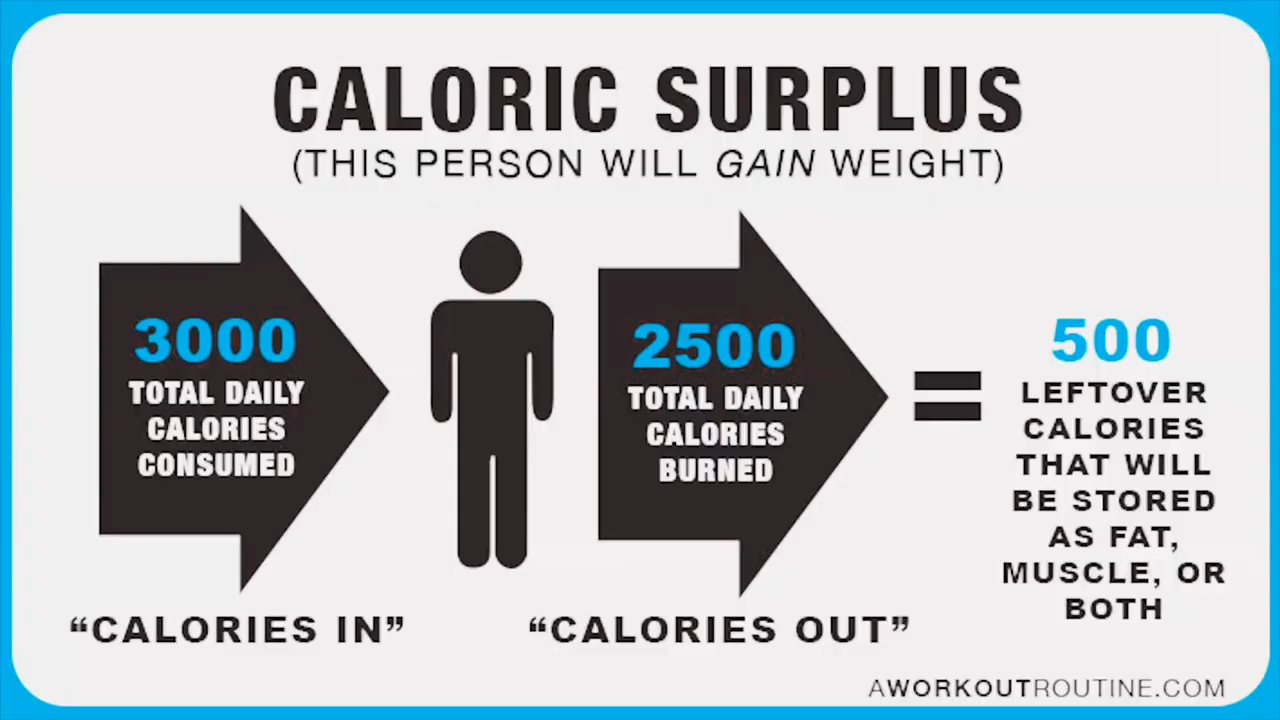 CALORIC SURPLUS
(THIS PERSON WILL GAIN WEIGHT)
3000
TOTAL DAILY
CALORIES
CONSUMED
"CALORIES IN"
2500
TOTAL DAILY
CALORIES
BURNED
"CALORIES OUT"
=
500
LEFTOVER
CALORIES
THAT WILL
BE STORED
AS FAT,
MUSCLE, OR
BOTH
AWORKOUTROUTINE.COM